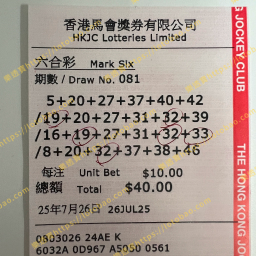 香港馬會獎券有限公司
HKJC Lotteries Limited
六合彩 Mark Six
期數 / Draw No. 081
5+20+27+37+40+42
/19+20+27+31+32+39
/16+19+27+31+32+33
/8+20+32+37+38+46
每注 Unit Bet $10.00
總額 Total $40.00
25年7月26日 26JUL25
0803026 24AE K
6032A 0D967 A5050 0561
JOCKEY CLUB
THE HONG KONG JO